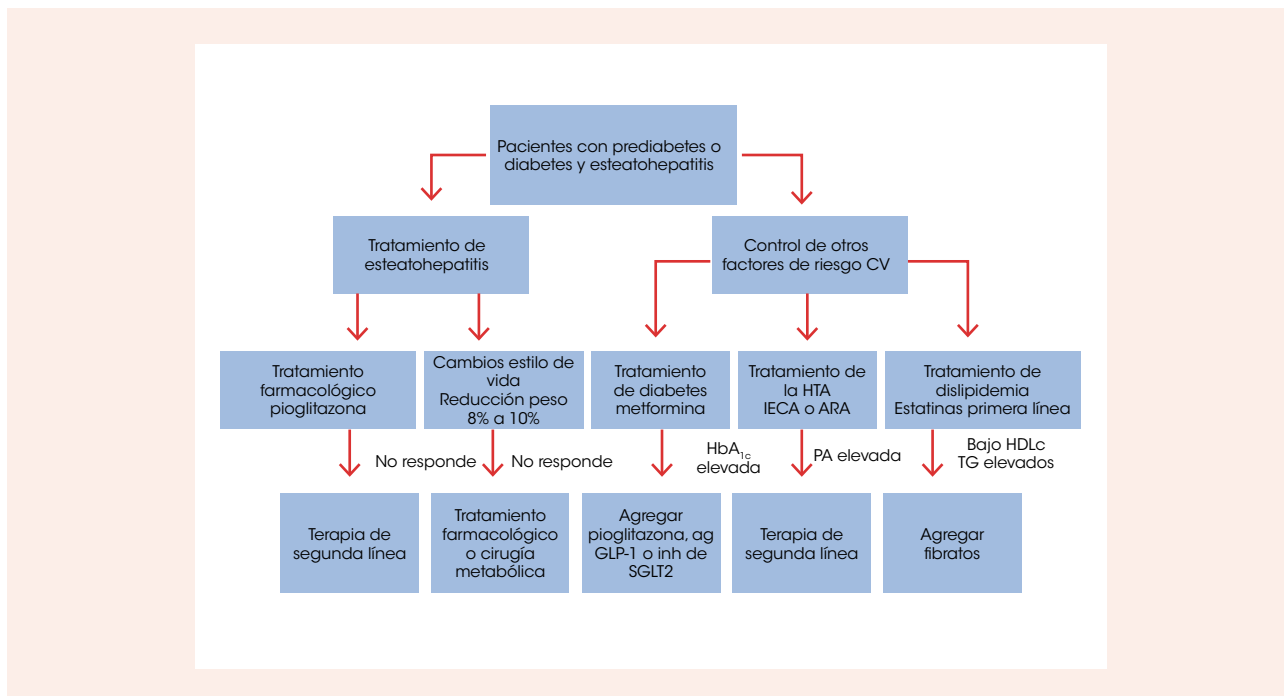 Pacientes con prediabetes o
diabetes y esteatohepatitis
Tratamiento de
esteatohepatitis
Control de otros
factores de riesgo CV
Tratamiento
farmacológico
pioglitazona
Cambios estilo de
vida
Reducción peso
8% a 10%
Tratamiento
de diabetes
metformina
Tratamiento de
la HTA
IECA o ARA
Tratamiento de
dislipidemia
Estatinas primera línea
No responde
No responde
HbA1c
elevada
PA elevada
Bajo HDLc
TG elevados
Terapia de
segunda línea
Tratamiento
farmacológico
o cirugía
metabólica
Agregar
pioglitazona, ag
GLP-1 o inh de
SGLT2
Terapia de
segunda línea
Agregar
fibratos